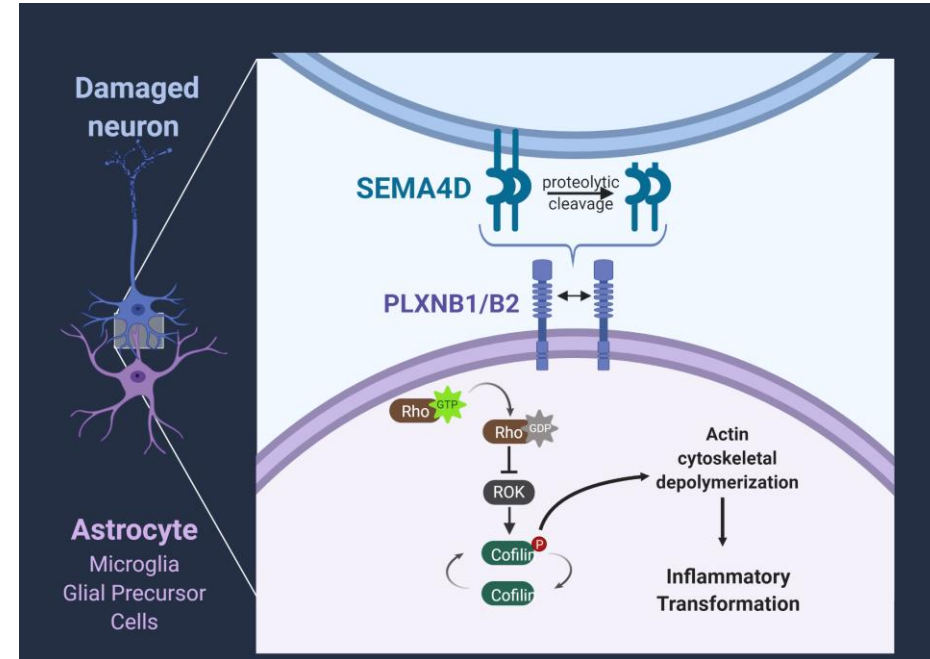 Damaged
neuron
SEMA4D
proteolytic
cleavage
PLXNB1/B2
Rho
GTP
Rho
GDP
ROK
Cofilin
P
Cofilin
Actin
cytoskeletal
depolymerization
Inflammatory
Transformation
Astrocyte
Microglia
Glial Precursor
Cells